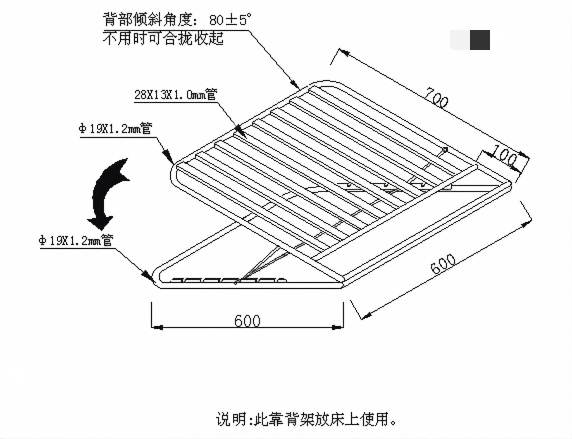 背部倾斜角度：80±5°
不用时可合拢收起
28X13X1.0mm管
φ19X1.2mm管
700
100
φ19X1.2mm管
600
600
说明:此靠背架放床上使用。